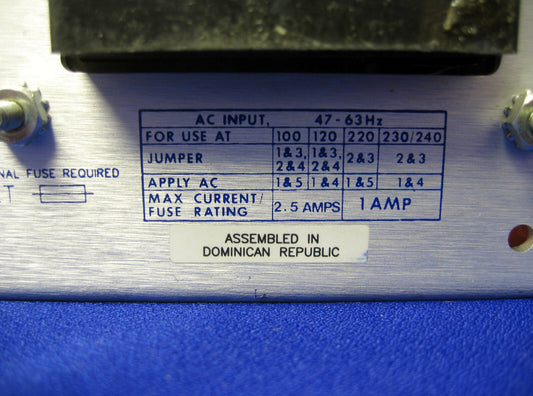 AC INPUT, 47-63Hz
FOR USE AT 100 120 220 230/240
JUMPER 1&3, 2&4 1&3, 2&4 2&3 2&3
APPLY AC 1&5 1&4 1&5 1&4
MAX CURRENT/ FUSE RATING 2.5 AMPS 1 AMP
FUSE REQUIRED
ASSEMBLED IN
DOMINICAN REPUBLIC